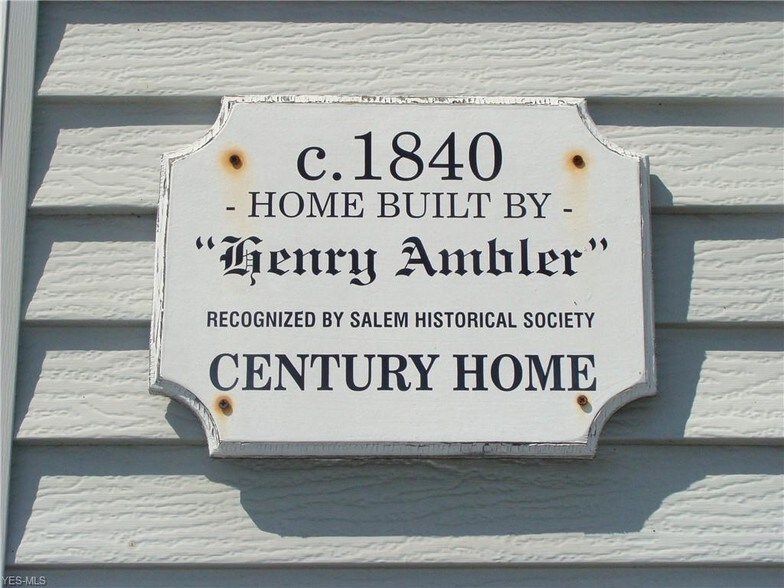 c.1840
- HOME BUILT BY -
“Henry Ambler”
RECOGNIZED BY SALEM HISTORICAL SOCIETY
CENTURY HOME
YES-MLS